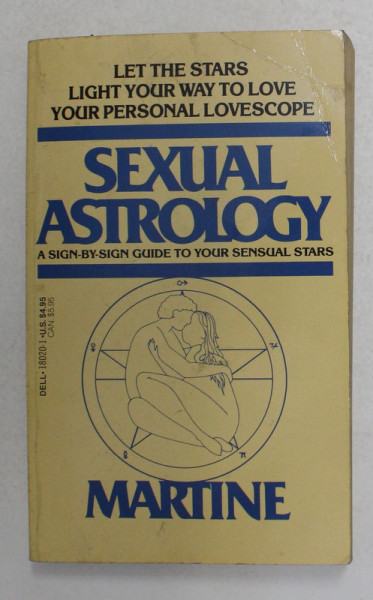 LET THE STARS
LIGHT YOUR WAY TO LOVE
YOUR PERSONAL LOVESCOPE
SEXUAL
ASTROLOGY
A SIGN-BY-SIGN GUIDE TO YOUR SENSUAL STARS
DELL • 18020-1 • U.S. $4.95
CAN. $5.95
MARTINE